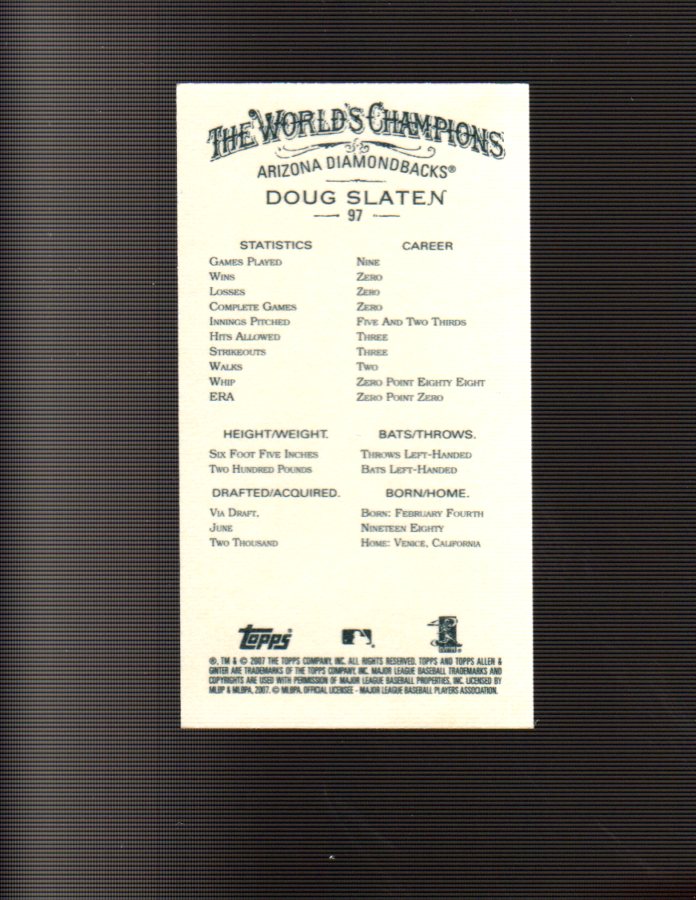 THE WORLD'S CHAMPIONS
ARIZONA DIAMONDBACKS®
DOUG SLATEN
97
STATISTICS CAREER
GAMES PLAYED NINE
WINS ZERO
LOSSES ZERO
COMPLETE GAMES ZERO
INNINGS PITCHED FIVE AND TWO THIRDS
HITS ALLOWED THREE
STRIKEOUTS THREE
WALKS TWO
WHIP ZERO POINT EIGHTY EIGHT
ERA ZERO POINT ZERO
HEIGHT/WEIGHT. BATS/THROWS.
SIX FOOT FIVE INCHES THROWS LEFT-HANDED
TWO HUNDRED POUNDS BATS LEFT-HANDED
DRAFTED/ACQUIRED. BORN/HOME.
VIA DRAFT, BORN: FEBRUARY FOURTH
JUNE NINETEEN EIGHTY
TWO THOUSAND HOME: VENICE, CALIFORNIA
Topps
®, TM & © 2007 THE TOPPS COMPANY, INC. ALL RIGHTS RESERVED. TOPPS AND TOPPS ALLEN &
GINTER ARE TRADEMARKS OF THE TOPPS COMPANY, INC. MAJOR LEAGUE BASEBALL TRADEMARKS AND
COPYRIGHTS ARE USED WITH PERMISSION OF MAJOR LEAGUE BASEBALL PROPERTIES, INC. LICENSED BY
MLBP & MLBPA, 2007. © MLBPA. OFFICIAL LICENSEE - MAJOR LEAGUE BASEBALL PLAYERS ASSOCIATION.